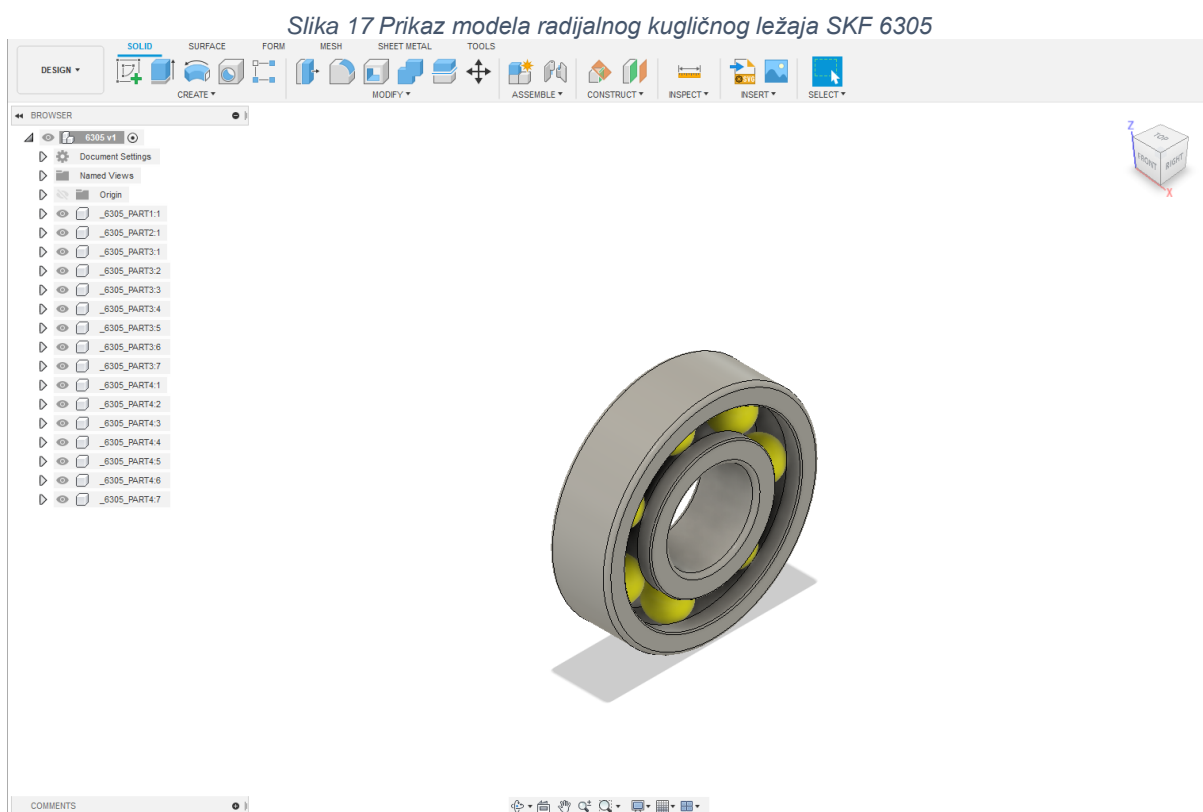 Slika 17 Prikaz modela radijalnog kugličnog ležaja SKF 6305
SOLID SURFACE FORM MESH SHEET METAL TOOLS
DESIGN
CREATE MODIFY ASSEMBLE CONSTRUCT INSPECT INSERT SELECT
BROWSER
6305 v1
Document Settings
Named Views
Origin
_6305_PART1:1
_6305_PART2:1
_6305_PART3:1
_6305_PART3:2
_6305_PART3:3
_6305_PART3:4
_6305_PART3:5
_6305_PART3:6
_6305_PART3:7
_6305_PART4:1
_6305_PART4:2
_6305_PART4:3
_6305_PART4:4
_6305_PART4:5
_6305_PART4:6
_6305_PART4:7
Z
TOP
FRONT RIGHT
X
COMMENTS